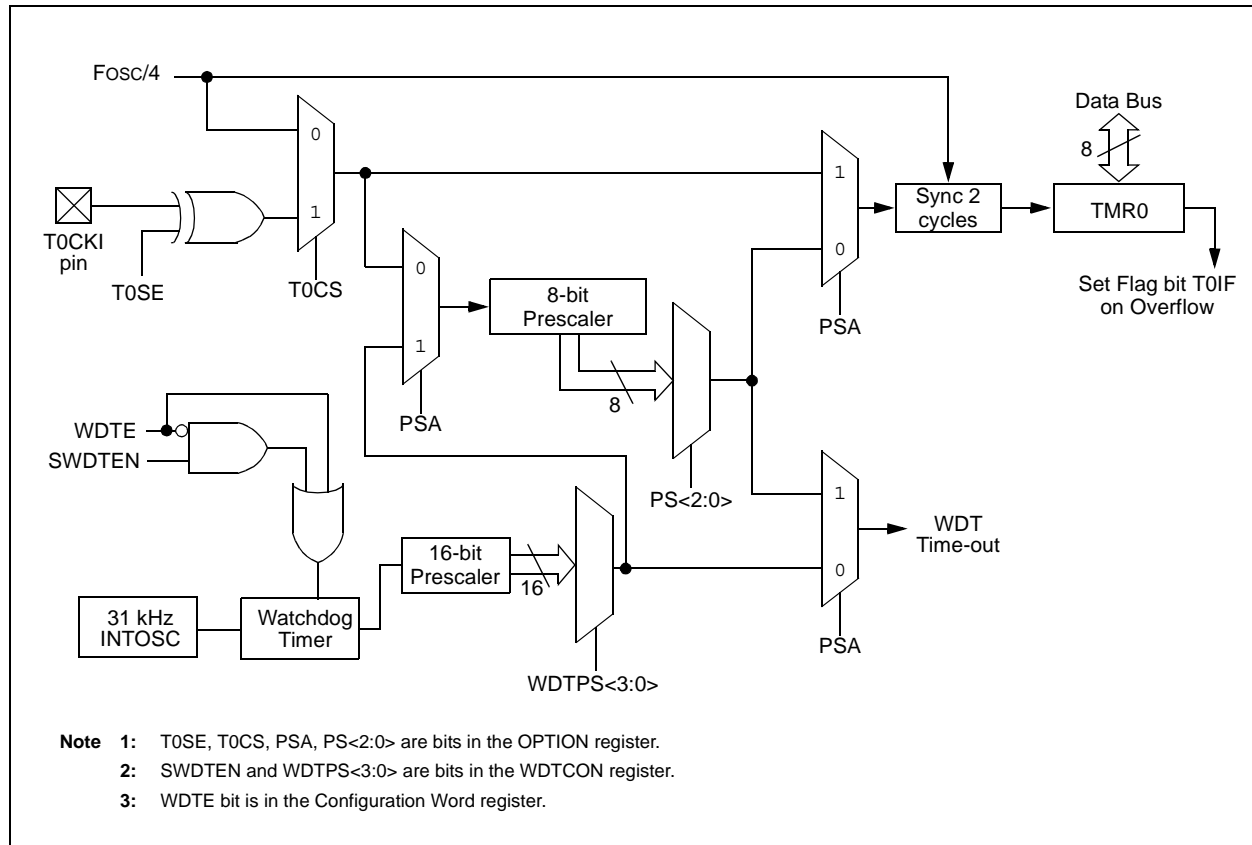 FOSC/4
Data Bus
8
0
1
T0CKI
pin
T0SE
T0CS
1
0
PSA
Sync 2
cycles
TMR0
Set Flag bit T0IF
on Overflow
0
1
PSA
8-bit
Prescaler
8
PS<2:0>
WDTE
SWDTEN
1
0
PSA
WDT
Time-out
16-bit
Prescaler
16
WDTPS<3:0>
31 kHz
INTOSC
Watchdog
Timer
Note 1: T0SE, T0CS, PSA, PS<2:0> are bits in the OPTION register.
2: SWDTEN and WDTPS<3:0> are bits in the WDTCON register.
3: WDTE bit is in the Configuration Word register.